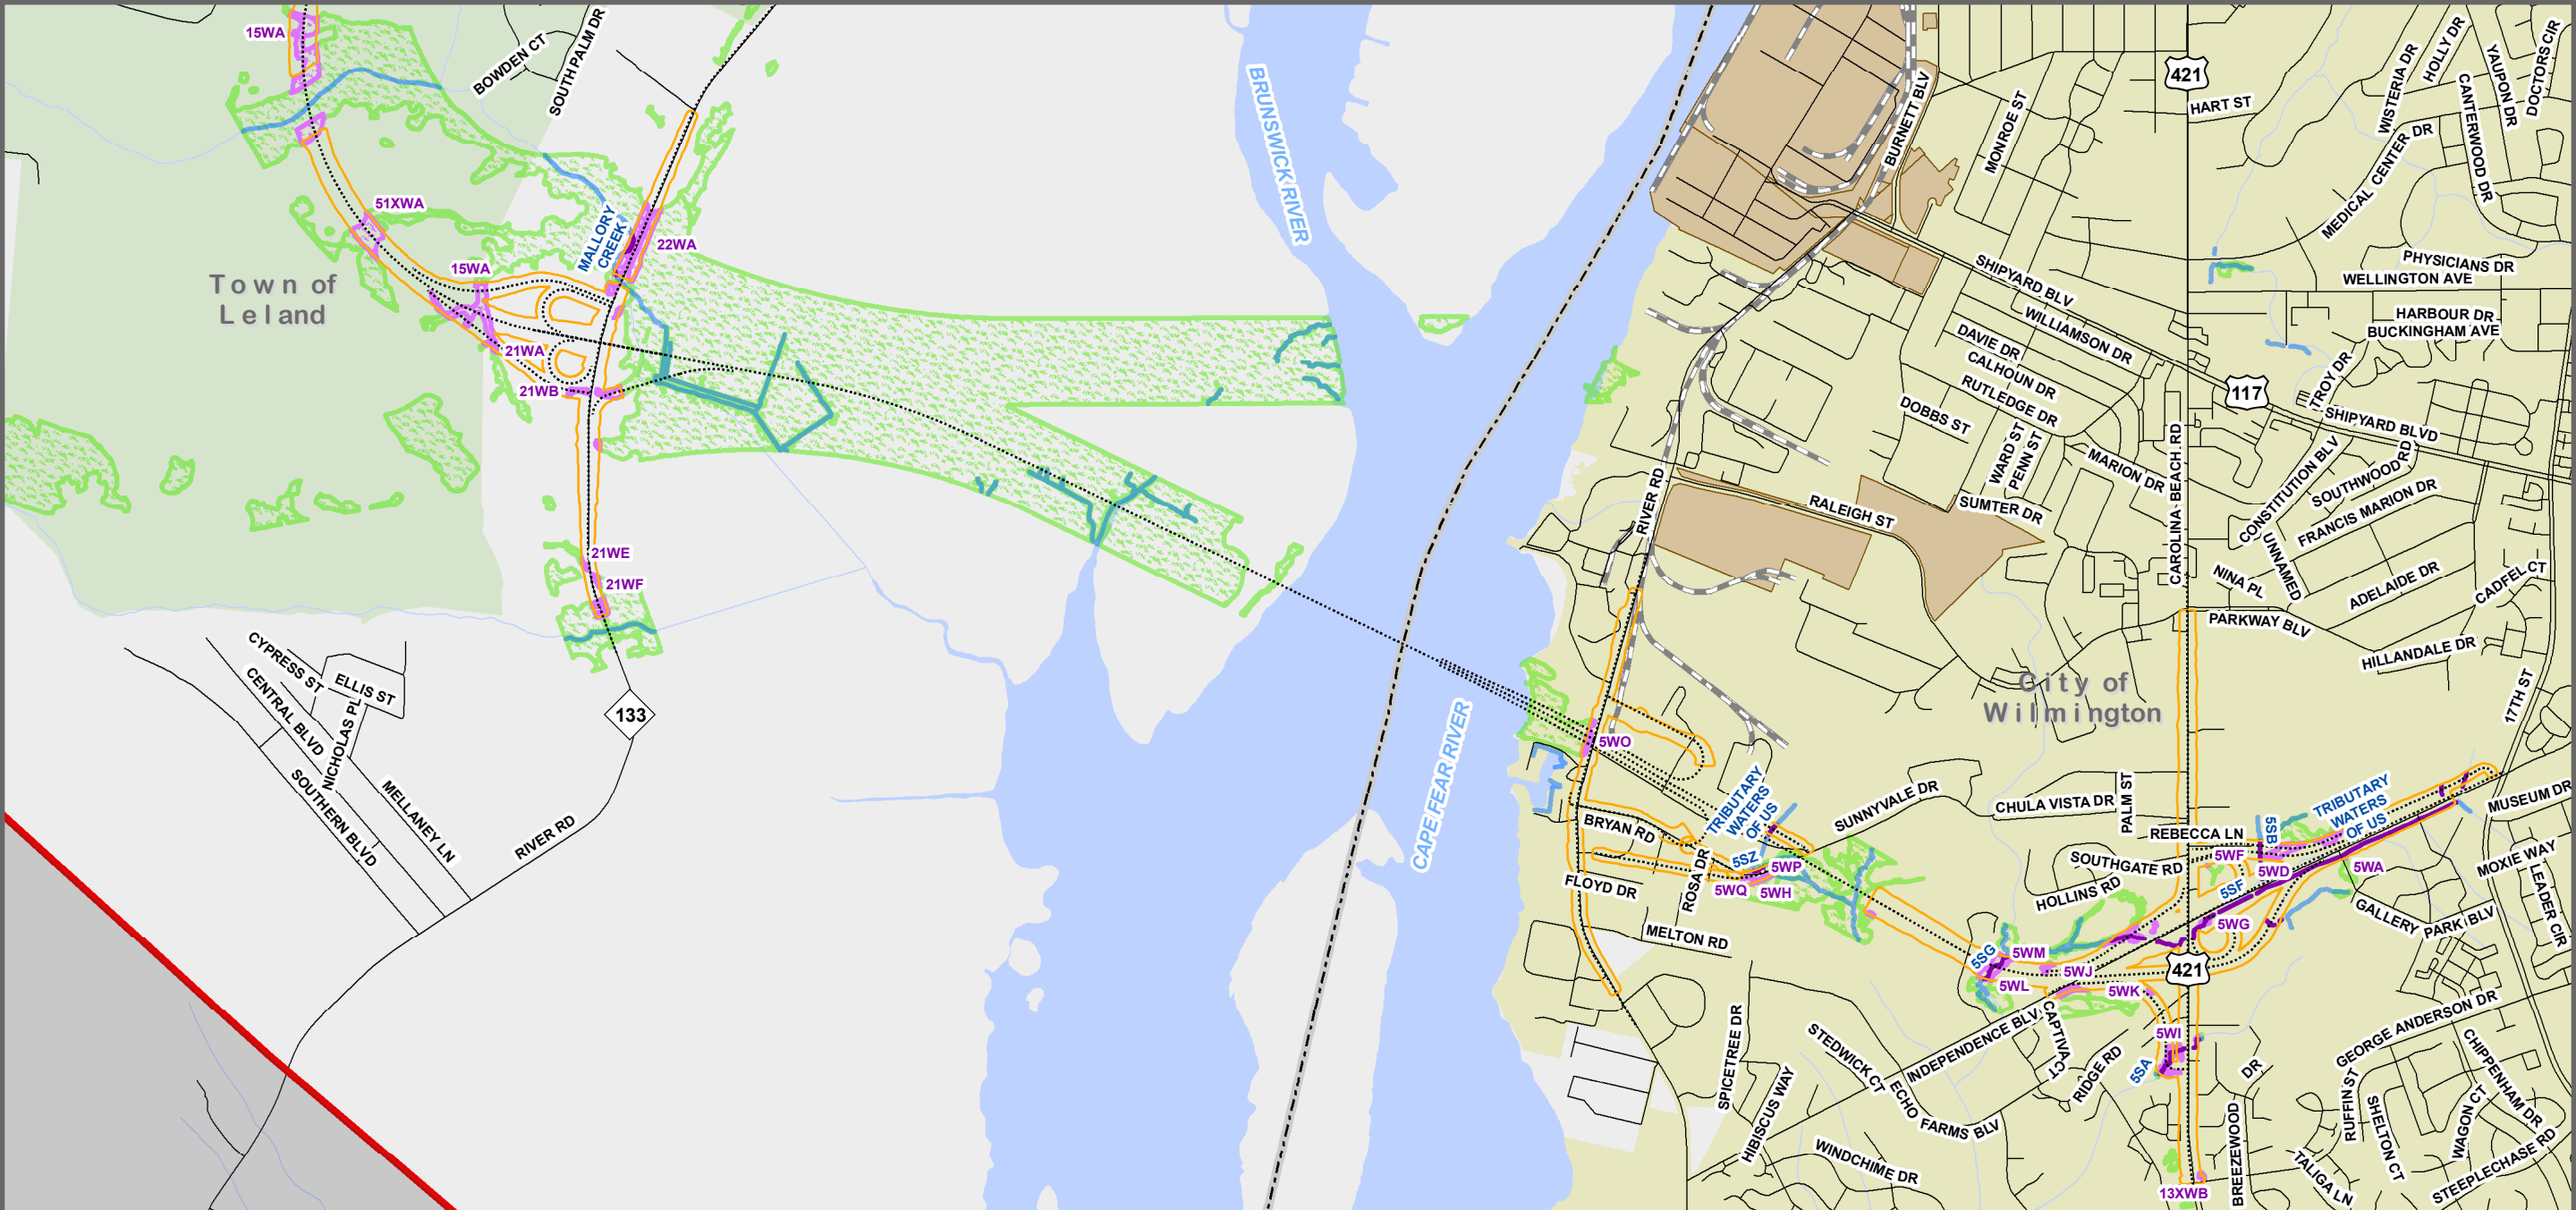 15WA
BOWDEN CT
SOUTH PALM DR
51XWA
MALLORY
CREEK
22WA
15WA
Town of
Leland
21WA
21WB
21WE
21WF
CYPRESS ST
ELLIS ST
CENTRAL BLVD
NICHOLAS PL
SOUTHERN BLVD
MELLANEY LN
133
RIVER RD
BRUNSWICK RIVER
CAPE FEAR RIVER
BURNETT BLV
MONROE ST
421
HART ST
WISTERIA DR
HOLLY DR
YAUPON DR
DOCTORS CIR
CANTERWOOD DR
MEDICAL CENTER DR
PHYSICIANS DR
WELLINGTON AVE
HARBOUR DR
BUCKINGHAM AVE
SHIPYARD BLV
WILLIAMSON DR
DAVIE DR
CALHOUN DR
RUTLEDGE DR
DOBBS ST
WARD ST
PENN ST
MARION DR
117
TROY DR
SHIPYARD BLVD
CONSTITUTION BLV
SOUTHWOOD RD
FRANCIS MARION DR
UNNAMED
CAROLINA BEACH RD
RIVER RD
RALEIGH ST
SUMTER DR
NINA PL
ADELAIDE DR
CADFEL CT
PARKWAY BLV
HILLANDALE DR
17TH ST
City of
Wilmington
5WO
BRYAN RD
TRIBUTARY
WATERS
OF US
SUNNYVALE DR
CHULA VISTA DR
PALM ST
REBECCA LN
5SB
TRIBUTARY
WATERS
OF US
MUSEUM DR
FLOYD DR
ROSA DR
5SZ
5WP
5WQ
5WH
SOUTHGATE RD
HOLLINS RD
5WF
5WD
5SF
5WA
MOXIE WAY
LEADER CIR
GALLERY PARK BLV
5WG
MELTON RD
5SG
5WM
5WL
5WJ
421
5WK
CAPTIVA CT
5WI
5SA
RIDGE RD
INDEPENDENCE BLV
GEORGE ANDERSON DR
CHIPPENHAM DR
SPICETREE DR
HIBISCUS WAY
STEDWICK CT
ECHO FARMS BLV
WINDCHIME DR
DR
BREEZEWOOD
RUFFIN ST
SHELTON CT
WAGON CT
TALIGA LN
STEEPLECHASE RD
13XWB